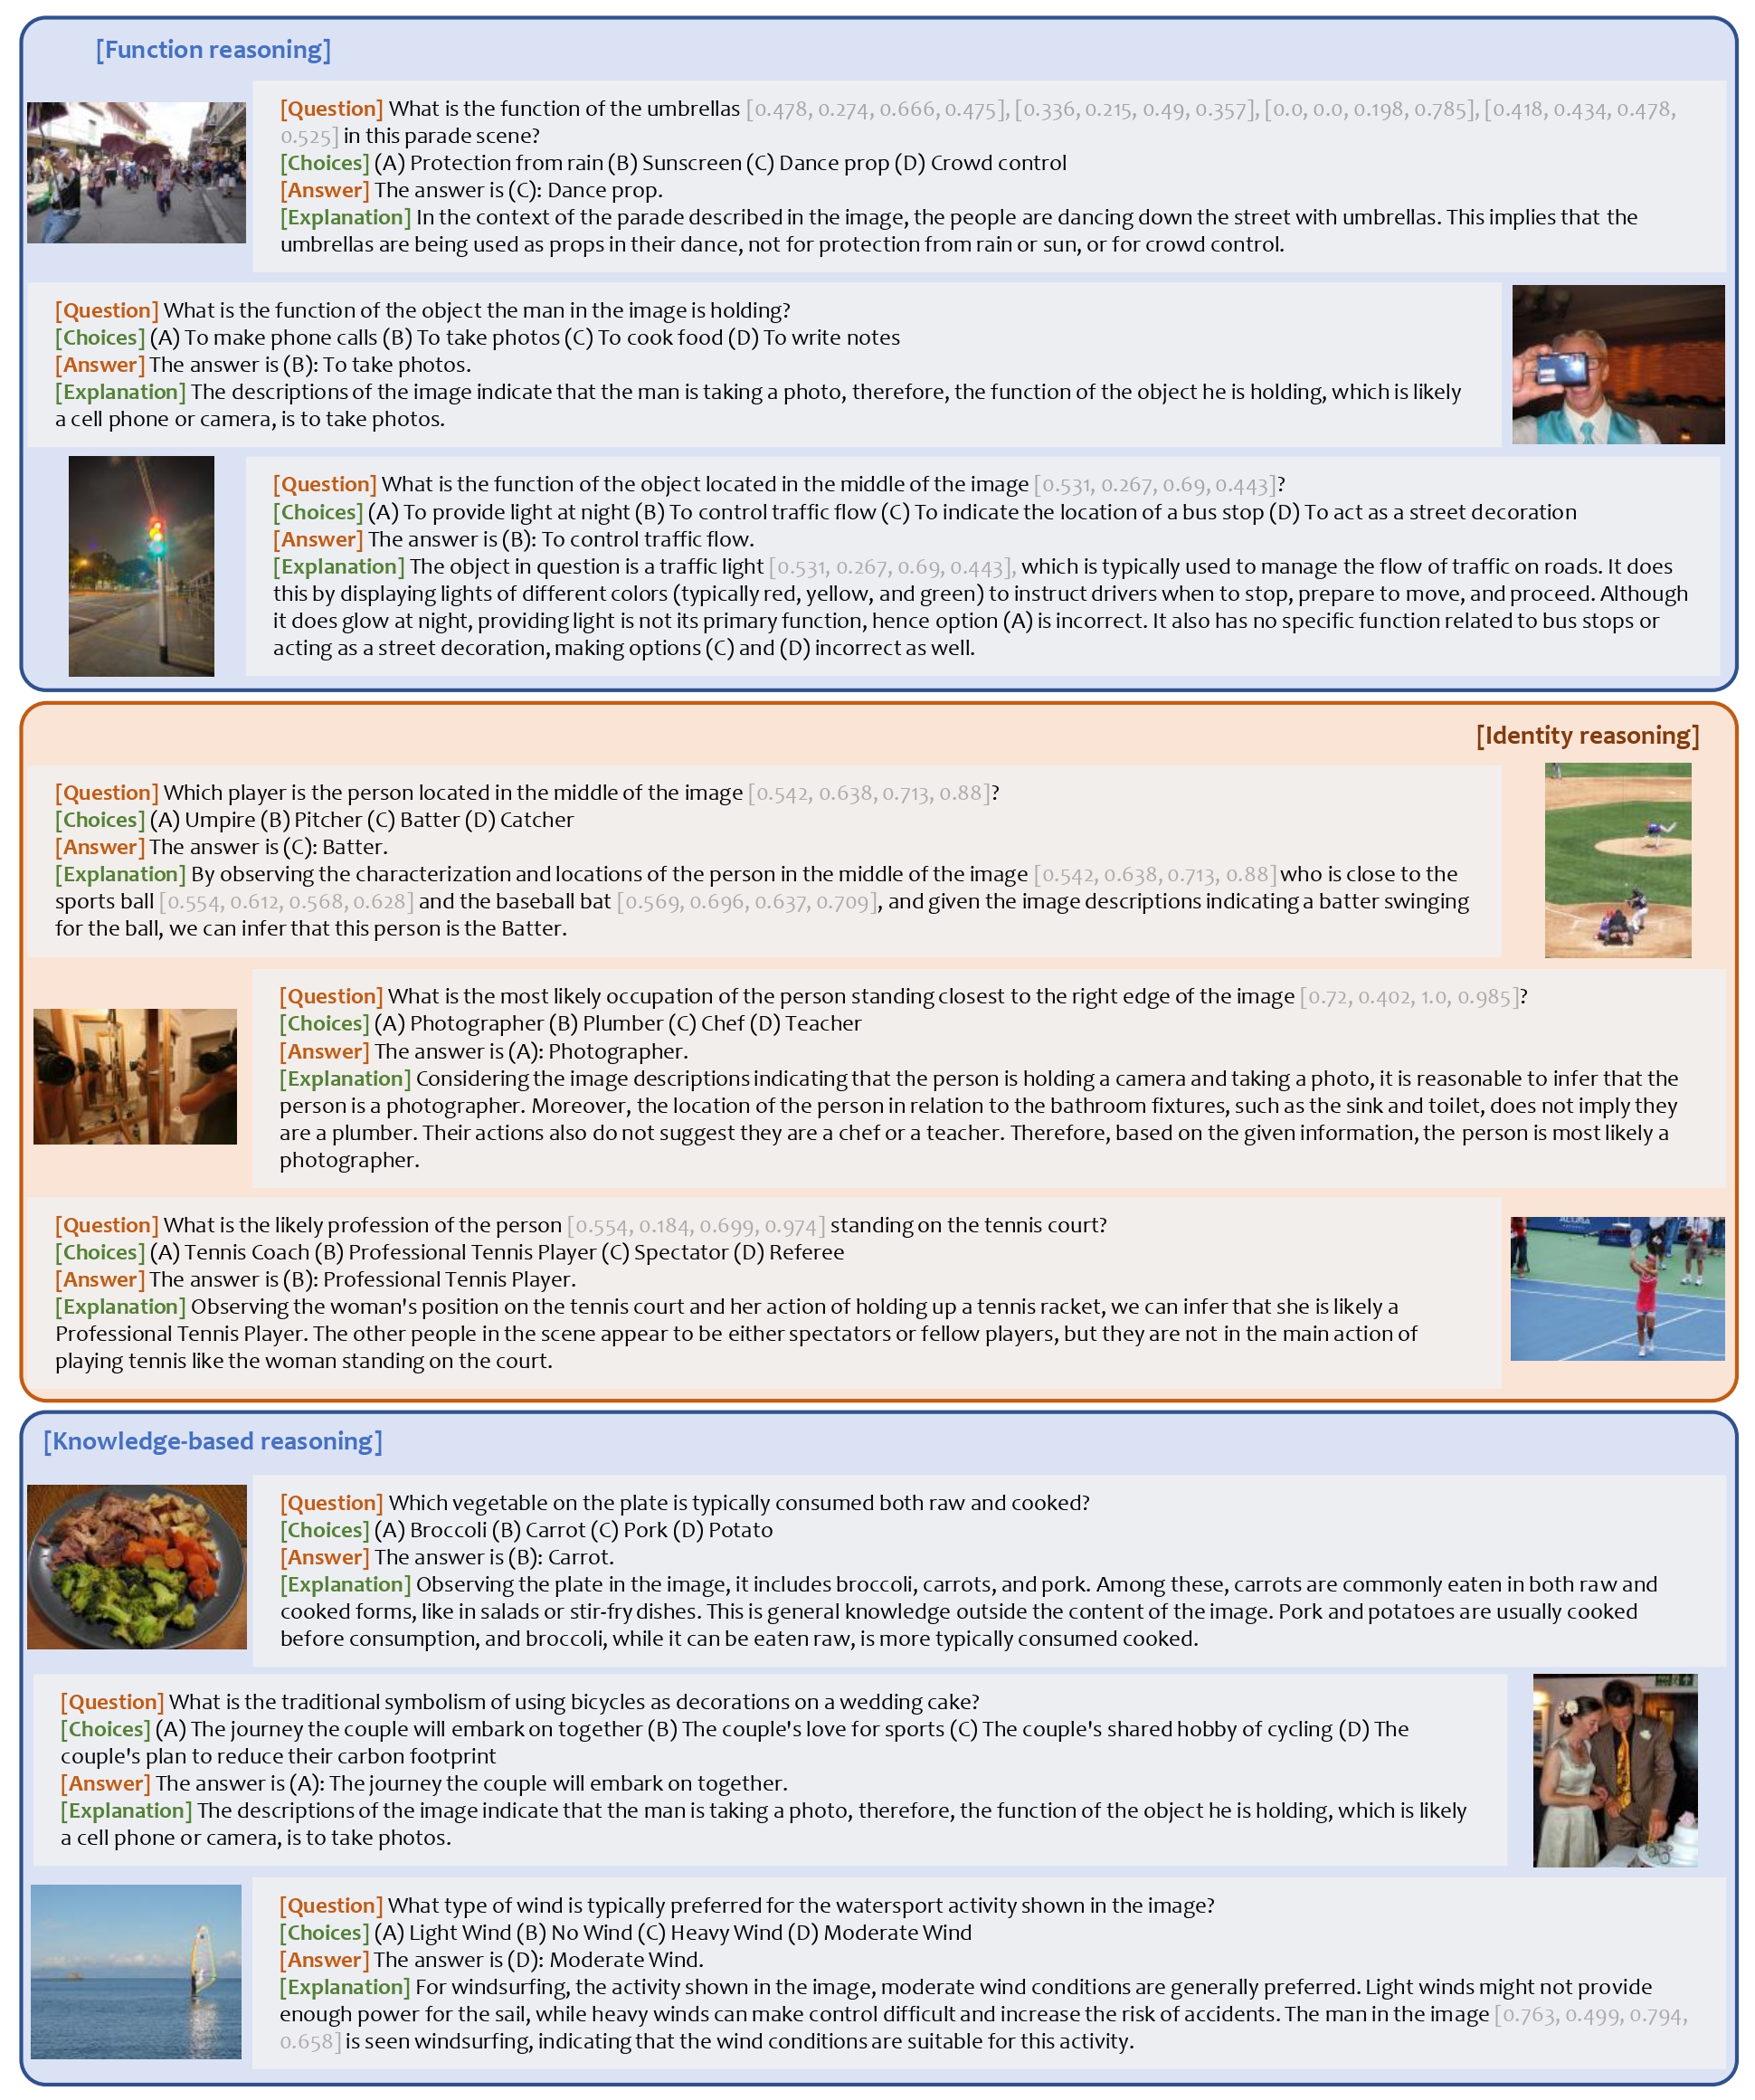 [Function reasoning]
[Question] What is the function of the umbrellas [0.478, 0.274, 0.666, 0.475], [0.336, 0.215, 0.49, 0.357], [0.0, 0.0, 0.198, 0.785], [0.418, 0.434, 0.478,
0.525] in this parade scene?
[Choices] (A) Protection from rain (B) Sunscreen (C) Dance prop (D) Crowd control
[Answer] The answer is (C): Dance prop.
[Explanation] In the context of the parade described in the image, the people are dancing down the street with umbrellas. This implies that the
umbrellas are being used as props in their dance, not for protection from rain or sun, or for crowd control.
[Question] What is the function of the object the man in the image is holding?
[Choices] (A) To make phone calls (B) To take photos (C) To cook food (D) To write notes
[Answer] The answer is (B): To take photos.
[Explanation] The descriptions of the image indicate that the man is taking a photo, therefore, the function of the object he is holding, which is likely
a cell phone or camera, is to take photos.
[Question] What is the function of the object located in the middle of the image [0.531, 0.267, 0.69, 0.443]?
[Choices] (A) To provide light at night (B) To control traffic flow (C) To indicate the location of a bus stop (D) To act as a street decoration
[Answer] The answer is (B): To control traffic flow.
[Explanation] The object in question is a traffic light [0.531, 0.267, 0.69, 0.443], which is typically used to manage the flow of traffic on roads. It does
this by displaying lights of different colors (typically red, yellow, and green) to instruct drivers when to stop, prepare to move, and proceed. Although
it does glow at night, providing light is not its primary function, hence option (A) is incorrect. It also has no specific function related to bus stops or
acting as a street decoration, making options (C) and (D) incorrect as well.
[Identity reasoning]
[Question] Which player is the person located in the middle of the image [0.542, 0.638, 0.713, 0.88]?
[Choices] (A) Umpire (B) Pitcher (C) Batter (D) Catcher
[Answer] The answer is (C): Batter.
[Explanation] By observing the characterization and locations of the person in the middle of the image [0.542, 0.638, 0.713, 0.88] who is close to the
sports ball [0.554, 0.612, 0.568, 0.628] and the baseball bat [0.569, 0.696, 0.637, 0.709], and given the image descriptions indicating a batter swinging
for the ball, we can infer that this person is the Batter.
[Question] What is the most likely occupation of the person standing closest to the right edge of the image [0.72, 0.402, 1.0, 0.985]?
[Choices] (A) Photographer (B) Plumber (C) Chef (D) Teacher
[Answer] The answer is (A): Photographer.
[Explanation] Considering the image descriptions indicating that the person is holding a camera and taking a photo, it is reasonable to infer that the
person is a photographer. Moreover, the location of the person in relation to the bathroom fixtures, such as the sink and toilet, does not imply they
are a plumber. Their actions also do not suggest they are a chef or a teacher. Therefore, based on the given information, the person is most likely a
photographer.
[Question] What is the likely profession of the person [0.554, 0.184, 0.699, 0.974] standing on the tennis court?
[Choices] (A) Tennis Coach (B) Professional Tennis Player (C) Spectator (D) Referee
[Answer] The answer is (B): Professional Tennis Player.
[Explanation] Observing the woman's position on the tennis court and her action of holding up a tennis racket, we can infer that she is likely a
Professional Tennis Player. The other people in the scene appear to be either spectators or fellow players, but they are not in the main action of
playing tennis like the woman standing on the court.
ACURA
[Knowledge-based reasoning]
[Question] Which vegetable on the plate is typically consumed both raw and cooked?
[Choices] (A) Broccoli (B) Carrot (C) Pork (D) Potato
[Answer] The answer is (B): Carrot.
[Explanation] Observing the plate in the image, it includes broccoli, carrots, and pork. Among these, carrots are commonly eaten in both raw and
cooked forms, like in salads or stir-fry dishes. This is general knowledge outside the content of the image. Pork and potatoes are usually cooked
before consumption, and broccoli, while it can be eaten raw, is more typically consumed cooked.
[Question] What is the traditional symbolism of using bicycles as decorations on a wedding cake?
[Choices] (A) The journey the couple will embark on together (B) The couple's love for sports (C) The couple's shared hobby of cycling (D) The
couple's plan to reduce their carbon footprint
[Answer] The answer is (A): The journey the couple will embark on together.
[Explanation] The descriptions of the image indicate that the man is taking a photo, therefore, the function of the object he is holding, which is likely
a cell phone or camera, is to take photos.
[Question] What type of wind is typically preferred for the watersport activity shown in the image?
[Choices] (A) Light Wind (B) No Wind (C) Heavy Wind (D) Moderate Wind
[Answer] The answer is (D): Moderate Wind.
[Explanation] For windsurfing, the activity shown in the image, moderate wind conditions are generally preferred. Light winds might not provide
enough power for the sail, while heavy winds can make control difficult and increase the risk of accidents. The man in the image [0.763, 0.499, 0.794,
0.658] is seen windsurfing, indicating that the wind conditions are suitable for this activity.